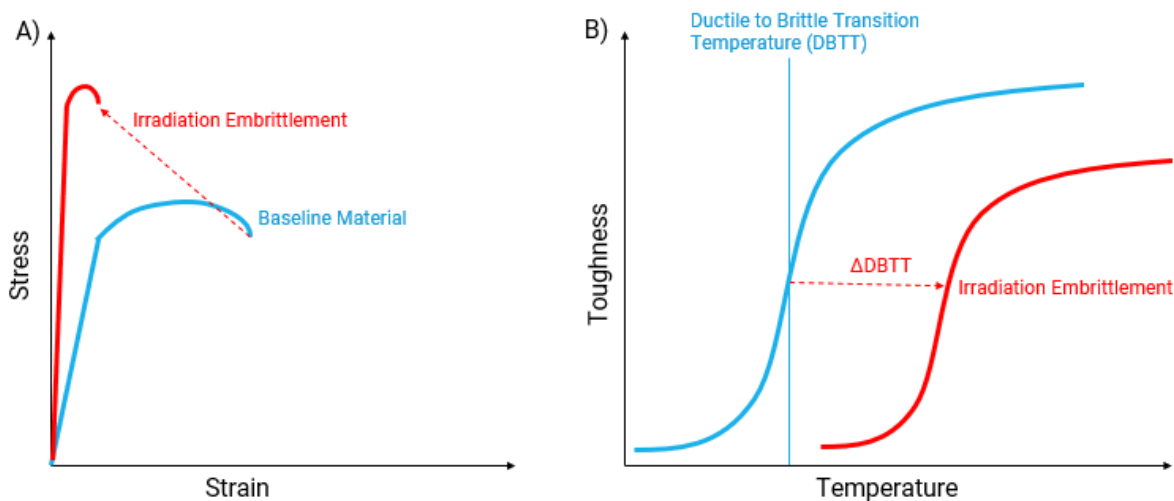 A)
Irradiation Embrittlement
Baseline Material
Stress
Strain
B)
Ductile to Brittle Transition
Temperature (DBTT)
ΔDBTT
Irradiation Embrittlement
Toughness
Temperature